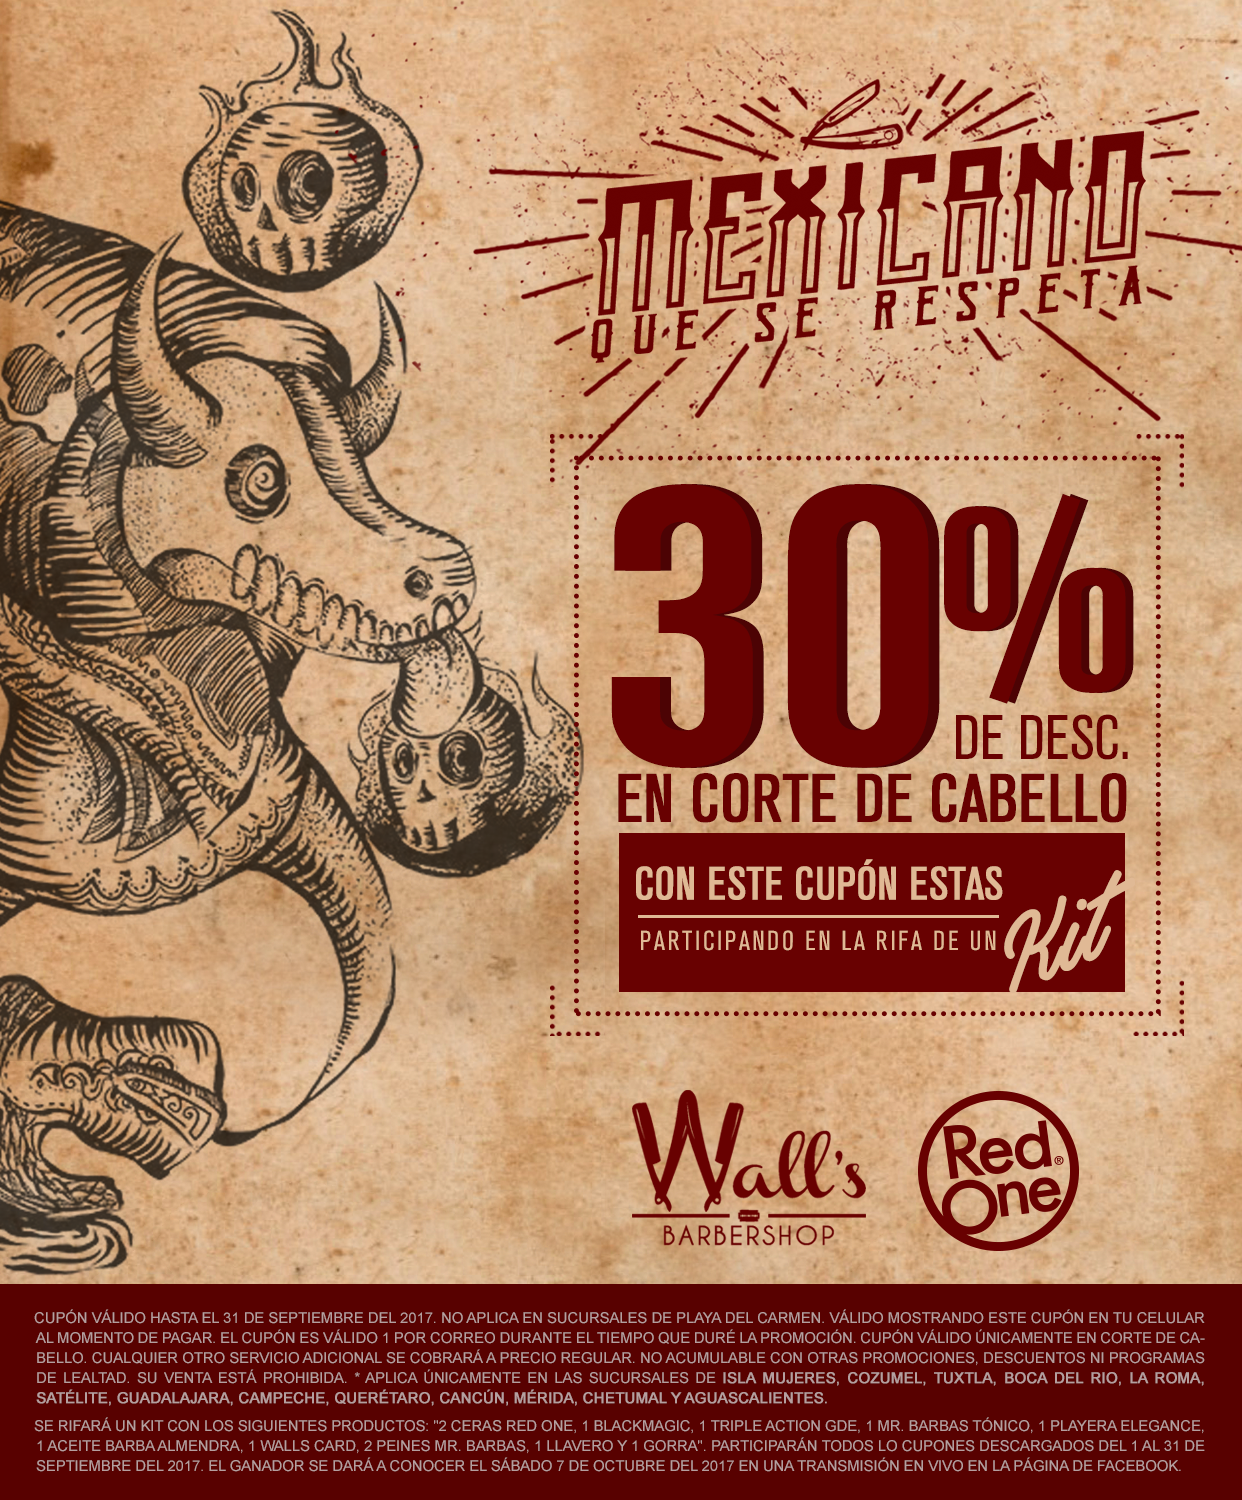 MEXICANO
QUE SE RESPETA
30%
DE DESC.
EN CORTE DE CABELLO
CON ESTE CUPÓN ESTAS
PARTICIPANDO EN LA RIFA DE UN
Kit
Wall's
BARBERSHOP
Red®
One
CUPÓN VÁLIDO HASTA EL 31 DE SEPTIEMBRE DEL 2017. NO APLICA EN SUCURSALES DE PLAYA DEL CARMEN. VÁLIDO MOSTRANDO ESTE CUPÓN EN TU CELULAR
AL MOMENTO DE PAGAR. EL CUPÓN ES VÁLIDO 1 POR CORREO DURANTE EL TIEMPO QUE DURÉ LA PROMOCIÓN. CUPÓN VÁLIDO ÚNICAMENTE EN CORTE DE CA-
BELLO. CUALQUIER OTRO SERVICIO ADICIONAL SE COBRARÁ A PRECIO REGULAR. NO ACUMULABLE CON OTRAS PROMOCIONES, DESCUENTOS NI PROGRAMAS
DE LEALTAD. SU VENTA ESTÁ PROHIBIDA. * APLICA ÚNICAMENTE EN LAS SUCURSALES DE ISLA MUJERES, COZUMEL, TUXTLA, BOCA DEL RIO, LA ROMA,
SATÉLITE, GUADALAJARA, CAMPECHE, QUERÉTARO, CANCÚN, MÉRIDA, CHETUMAL Y AGUASCALIENTES.
SE RIFARÁ UN KIT CON LOS SIGUIENTES PRODUCTOS: "2 CERAS RED ONE, 1 BLACKMAGIC, 1 TRIPLE ACTION GDE, 1 MR. BARBAS TÓNICO, 1 PLAYERA ELEGANCE,
1 ACEITE BARBA ALMENDRA, 1 WALLS CARD, 2 PEINES MR. BARBAS, 1 LLAVERO Y 1 GORRA". PARTICIPARÁN TODOS LO CUPONES DESCARGADOS DEL 1 AL 31 DE
SEPTIEMBRE DEL 2017. EL GANADOR SE DARÁ A CONOCER EL SÁBADO 7 DE OCTUBRE DEL 2017 EN UNA TRANSMISIÓN EN VIVO EN LA PÁGINA DE FACEBOOK.